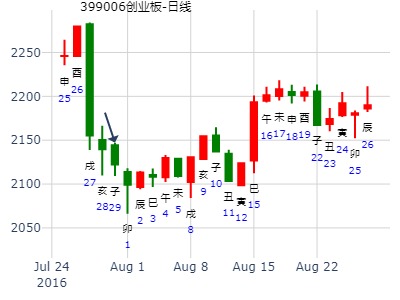 399006创业板-日线
2250
2200
2150
2100
2050
申
25
酉
26
戌
27
亥
28
子
29
卯
1
辰
2
巳
3
午
4
未
5
戌
8
亥
9
子
10
丑
11
寅
12
巳
15
午
16
未
17
申
18
酉
19
子
22
丑
23
寅
24
卯
25
辰
26
Jul 24
2016
Aug 1
Aug 8
Aug 15
Aug 22